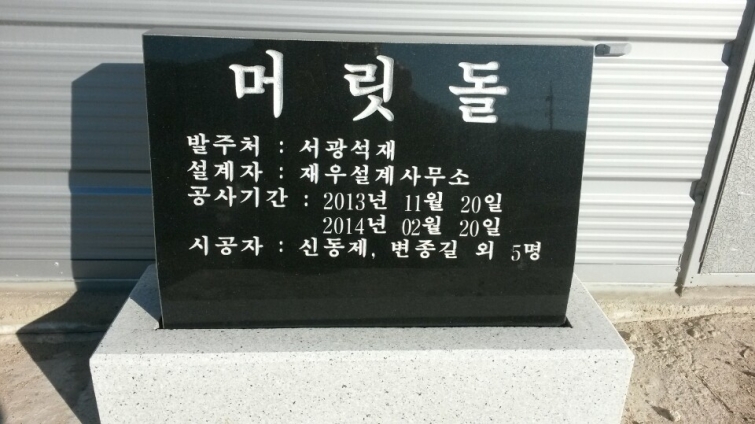 머릿돌
발주처 : 서광석재
설계자 : 재우설계사무소
공사기간 : 2013년 11월 20일
2014년 02월 20일
시공자 : 신동제, 변종길 외 5명